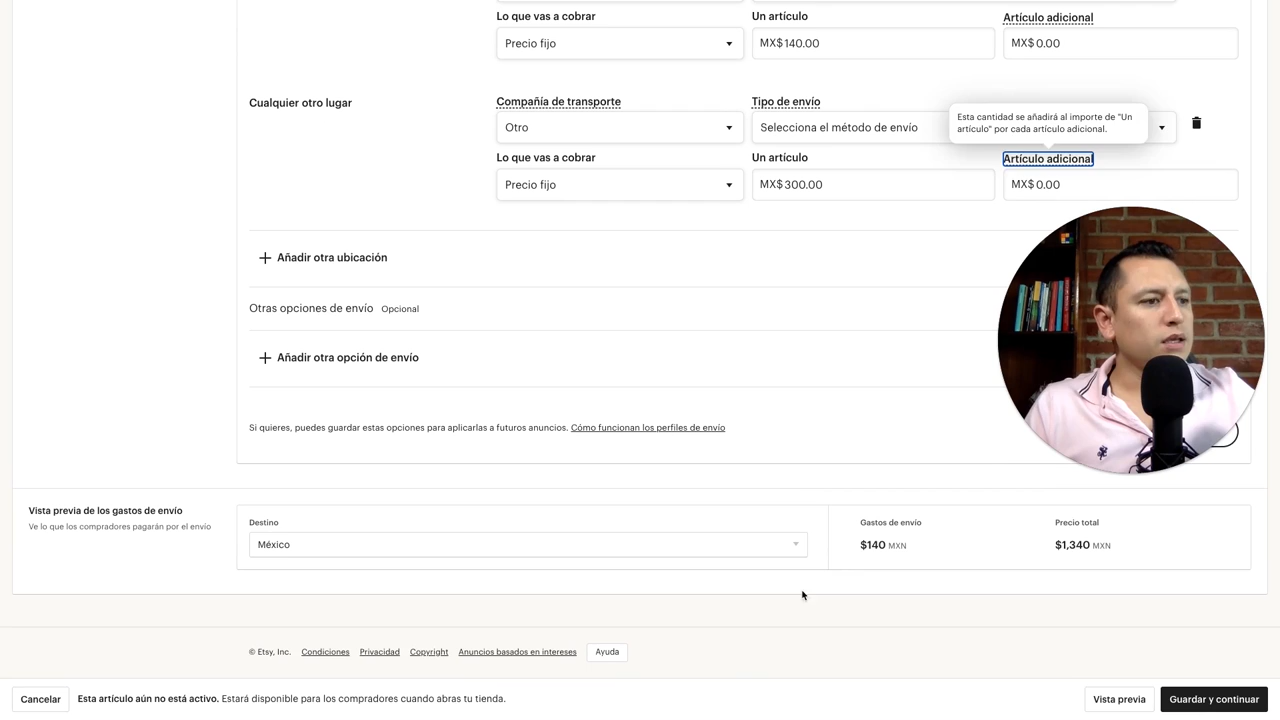 Lo que vas a cobrar
Un artículo
Artículo adicional
Precio fijo
MX$ 140.00
MX$ 0.00
Cualquier otro lugar
Compañía de transporte
Tipo de envío
Otro
Selecciona el método de envío
Esta cantidad se añadirá al importe de "Un
artículo" por cada artículo adicional.
Lo que vas a cobrar
Un artículo
Artículo adicional
Precio fijo
MX$ 300.00
MX$ 0.00
Añadir otra ubicación
Otras opciones de envío Opcional
Añadir otra opción de envío
Si quieres, puedes guardar estas opciones para aplicarlas a futuros anuncios. Cómo funcionan los perfiles de envío
Vista previa de los gastos de envío
Ve lo que los compradores pagarán por el envío
Destino
México
Gastos de envío
$140 MXN
Precio total
$1,340 MXN
© Etsy, Inc. Condiciones Privacidad Copyright Anuncios basados en intereses Ayuda
Cancelar
Esta artículo aún no está activo. Estará disponible para los compradores cuando abras tu tienda.
Vista previa
Guardar y continuar